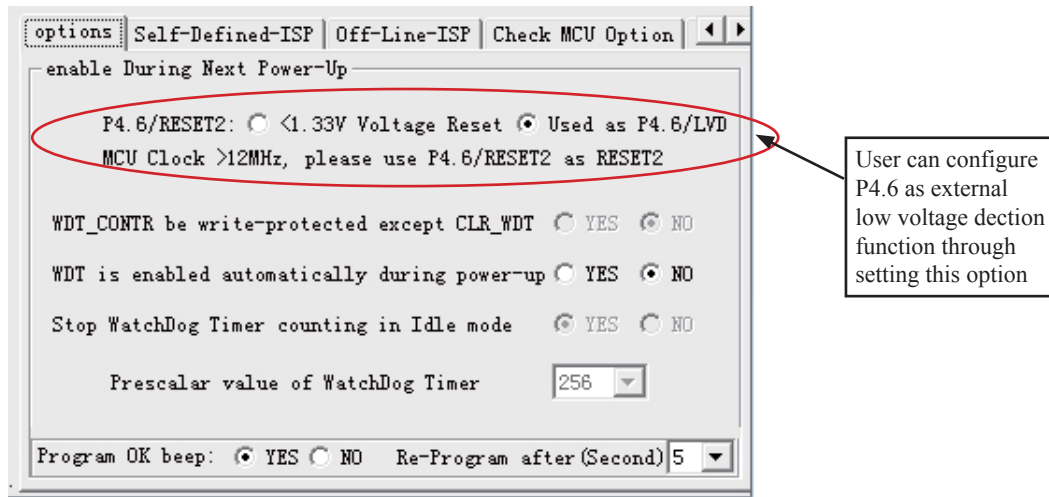 options Self-Defined-ISP Off-Line-ISP Check MCU Option
enable During Next Power-Up
P4.6/RESET2: <1.33V Voltage Reset Used as P4.6/LVD
MCU Clock >12MHz, please use P4.6/RESET2 as RESET2
WDT_CONTR be write-protected except CLR_WDT YES NO
WDT is enabled automatically during power-up YES NO
Stop WatchDog Timer counting in Idle mode YES NO
Prescalar value of WatchDog Timer 256
Program OK beep: YES NO Re-Program after(Second) 5
User can configure
P4.6 as external
low voltage dection
function through
setting this option